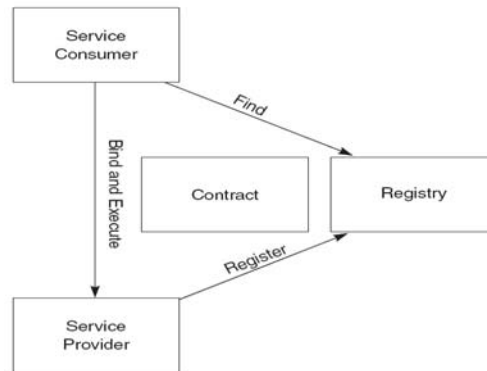 Service
Consumer
Find
Bind and Execute
Contract
Registry
Register
Service
Provider